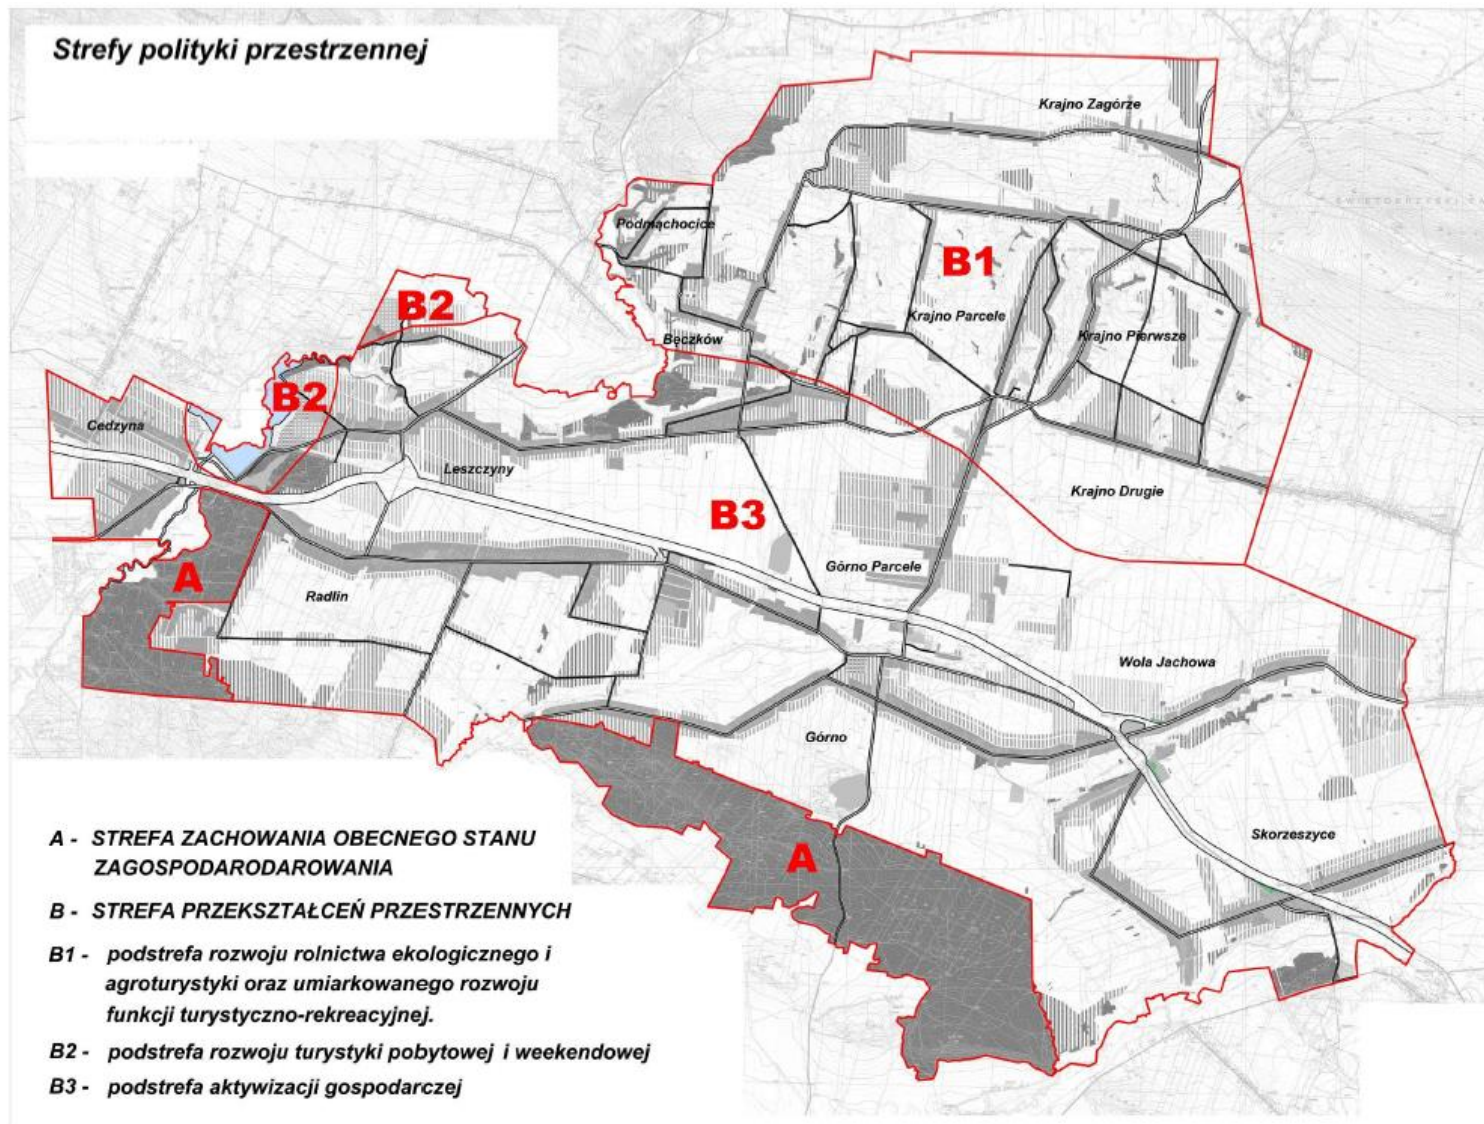 Strefy polityki przestrzennej
Krajno Zagórze
Podmąchocice
B1
B2
Krajno Parcele
Krajno Pierwsze
Bęczków
B2
Cedzyna
Leszczyny
Krajno Drugie
B3
Górno Parcele
A
Radlin
Wola Jachowa
Górno
Skorzeszyce
A
A - STREFA ZACHOWANIA OBECNEGO STANU
ZAGOSPODARODAROWANIA
B - STREFA PRZEKSZTAŁCEŃ PRZESTRZENNYCH
B1 - podstrefa rozwoju rolnictwa ekologicznego i
agroturystyki oraz umiarkowanego rozwoju
funkcji turystyczno-rekreacyjnej.
B2 - podstrefa rozwoju turystyki pobytowej i weekendowej
B3 - podstrefa aktywizacji gospodarczej